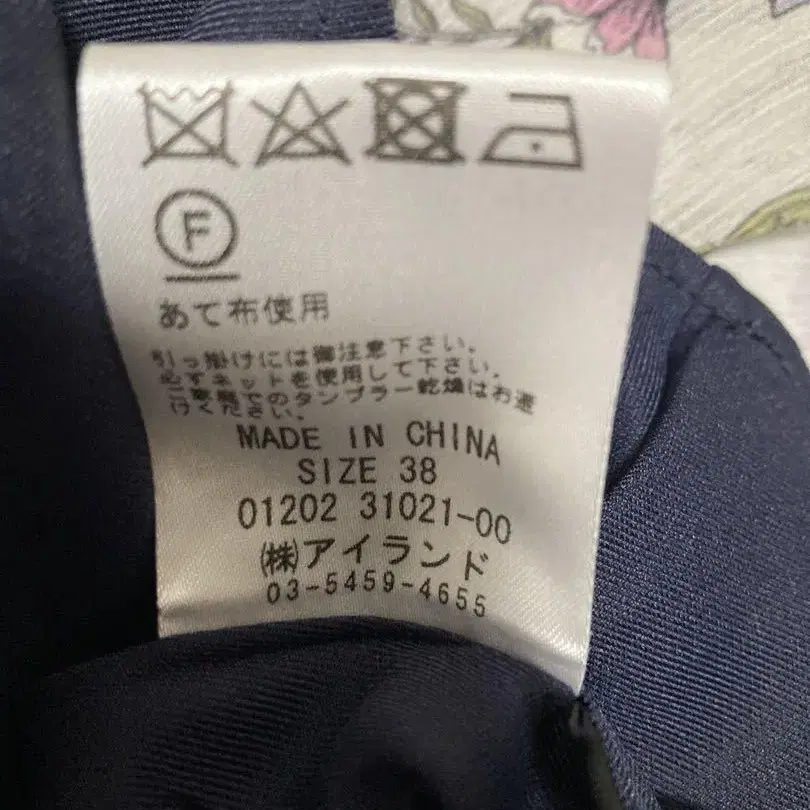 F
あて布使用
引っ掛けには御注意下さい。
必ずネットを使用して下さい。
ご家庭でのタンブラー乾燥はお避
けください。
MADE IN CHINA
SIZE 38
01202 31021-00
㈱アイランド
03-5459-4655